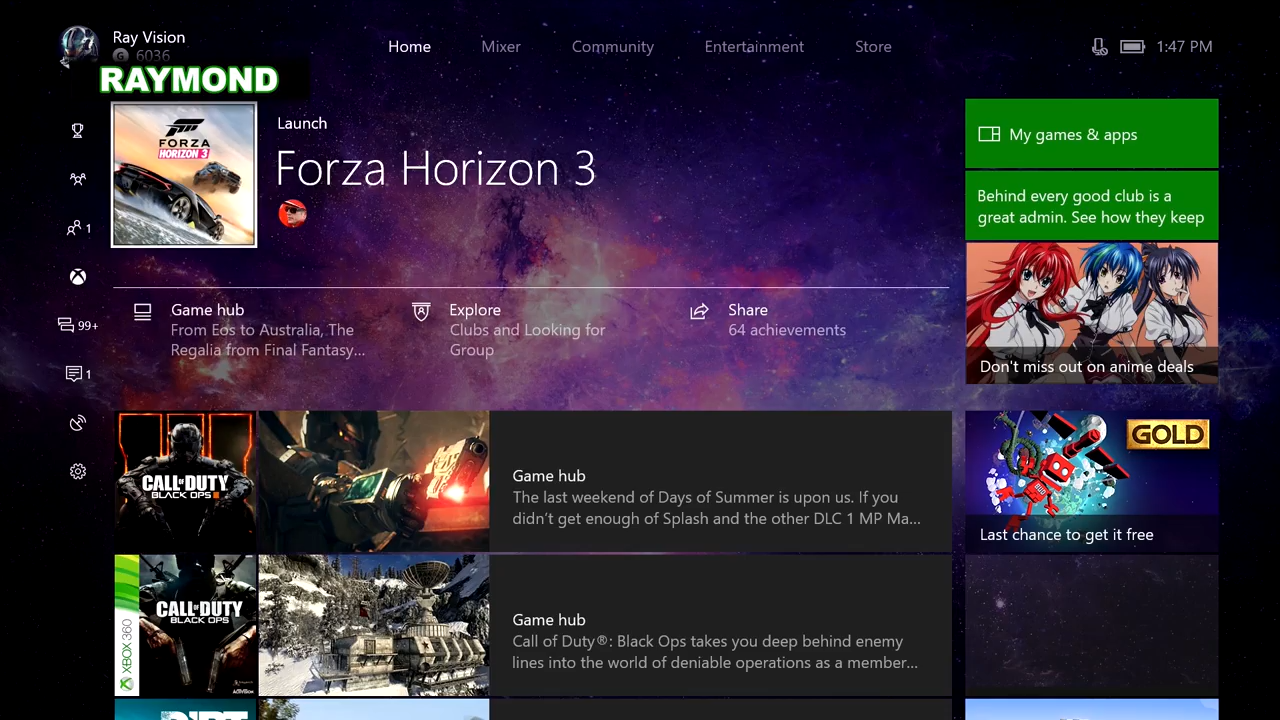 Ray Vision
G 6036
RAYMOND
Home
Mixer
Community
Entertainment
Store
1:47 PM
FORZA
HORIZON 3
Launch
Forza Horizon 3
1
99+
1
Game hub
From Eos to Australia, The
Regalia from Final Fantasy...
Explore
Clubs and Looking for
Group
Share
64 achievements
My games & apps
Behind every good club is a
great admin. See how they keep
Don't miss out on anime deals
CALL OF DUTY
BLACK OPS III
Game hub
The last weekend of Days of Summer is upon us. If you
didn't get enough of Splash and the other DLC 1 MP Ma...
GOLD
Last chance to get it free
XBOX 360
CALL OF DUTY
BLACK OPS
ACTIVISION
Game hub
Call of Duty®: Black Ops takes you deep behind enemy
lines into the world of deniable operations as a member...
DIRT